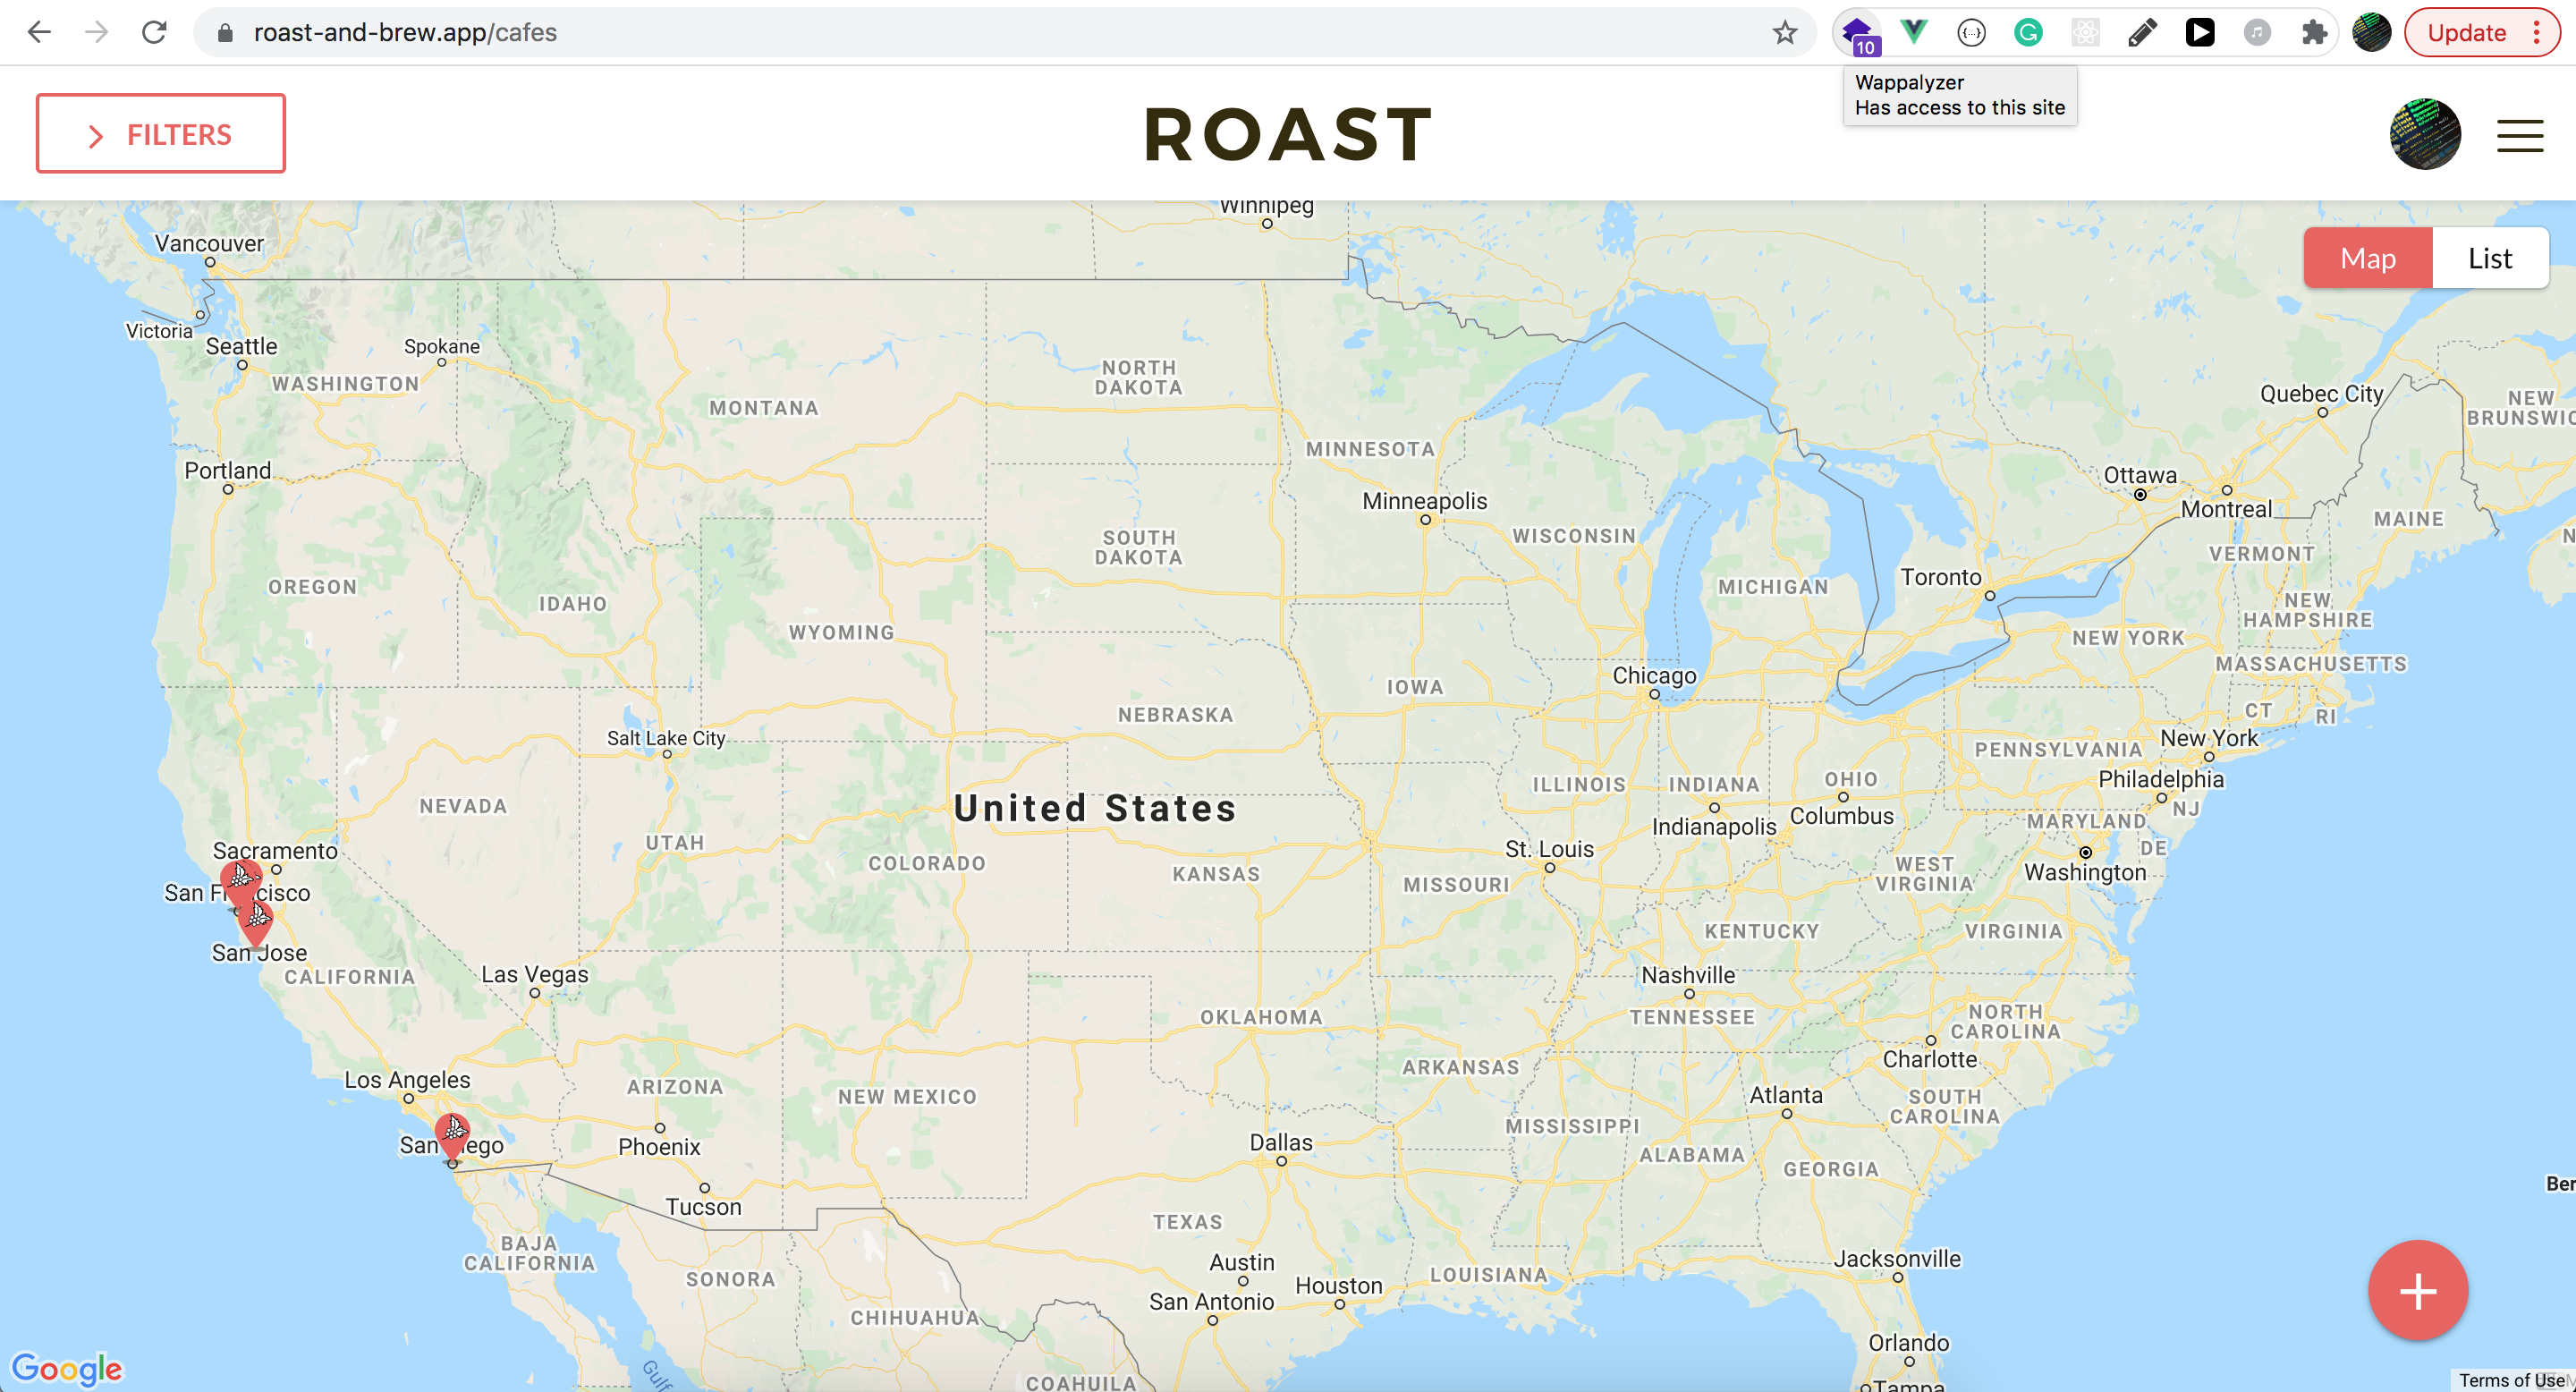 roast-and-brew.app/cafes
10
Update
Wappalyzer
Has access to this site
FILTERS
ROAST
Map
List
Winnipeg
Vancouver
Victoria
Seattle
Spokane
WASHINGTON
NORTH
DAKOTA
MONTANA
Quebec City
NEW
MINNESOTA
Portland
Ottawa
Minneapolis
Montreal
MAINE
WISCONSIN
SOUTH
DAKOTA
VERMONT
Toronto
OREGON
MICHIGAN
IDAHO
NEW
HAMPSHIRE
WYOMING
NEW YORK
MASSACHUSETTS
Chicago
IOWA
CT
RI
NEBRASKA
Salt Lake City
New York
PENNSYLVANIA
Philadelphia
OHIO
ILLINOIS
INDIANA
NEVADA
United States
NJ
Columbus
MARYLAND
Indianapolis
UTAH
Sacramento
St. Louis
DE
COLORADO
WEST
VIRGINIA
KANSAS
Washington
MISSOURI
San Fr cisco
KENTUCKY
VIRGINIA
San Jose
CALIFORNIA
Las Vegas
Nashville
OKLAHOMA
TENNESSEE
NORTH
CAROLINA
Charlotte
ARKANSAS
Los Angeles
ARIZONA
NEW MEXICO
Atlanta
SOUTH
CAROLINA
MISSISSIPPI
San iego
Phoenix
Dallas
ALABAMA
GEORGIA
Ber
Tucson
TEXAS
BAJA
CALIFORNIA
Austin
Jacksonville
SONORA
Houston
LOUISIANA
San Antonio
CHIHUAHUA
Orlando
Google
Gulf
COAHUILA
Terms of Use
Tampa